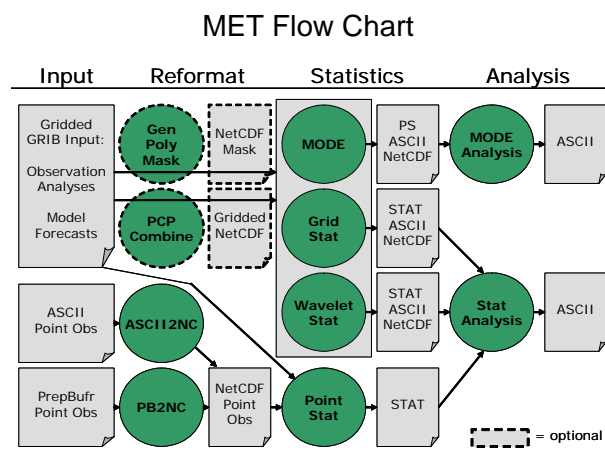 MET Flow Chart
Input
Reformat
Statistics
Analysis
Gridded
GRIB Input:
Observation
Analyses
Model
Forecasts
Gen
Poly
Mask
NetCDF
Mask
MODE
PS
ASCII
NetCDF
MODE
Analysis
ASCII
PCP
Combine
Gridded
NetCDF
Grid
Stat
STAT
ASCII
NetCDF
ASCII
Point Obs
ASCII2NC
Wavelet
Stat
STAT
ASCII
NetCDF
Stat
Analysis
ASCII
PrepBufr
Point Obs
PB2NC
NetCDF
Point
Obs
Point
Stat
STAT
= optional